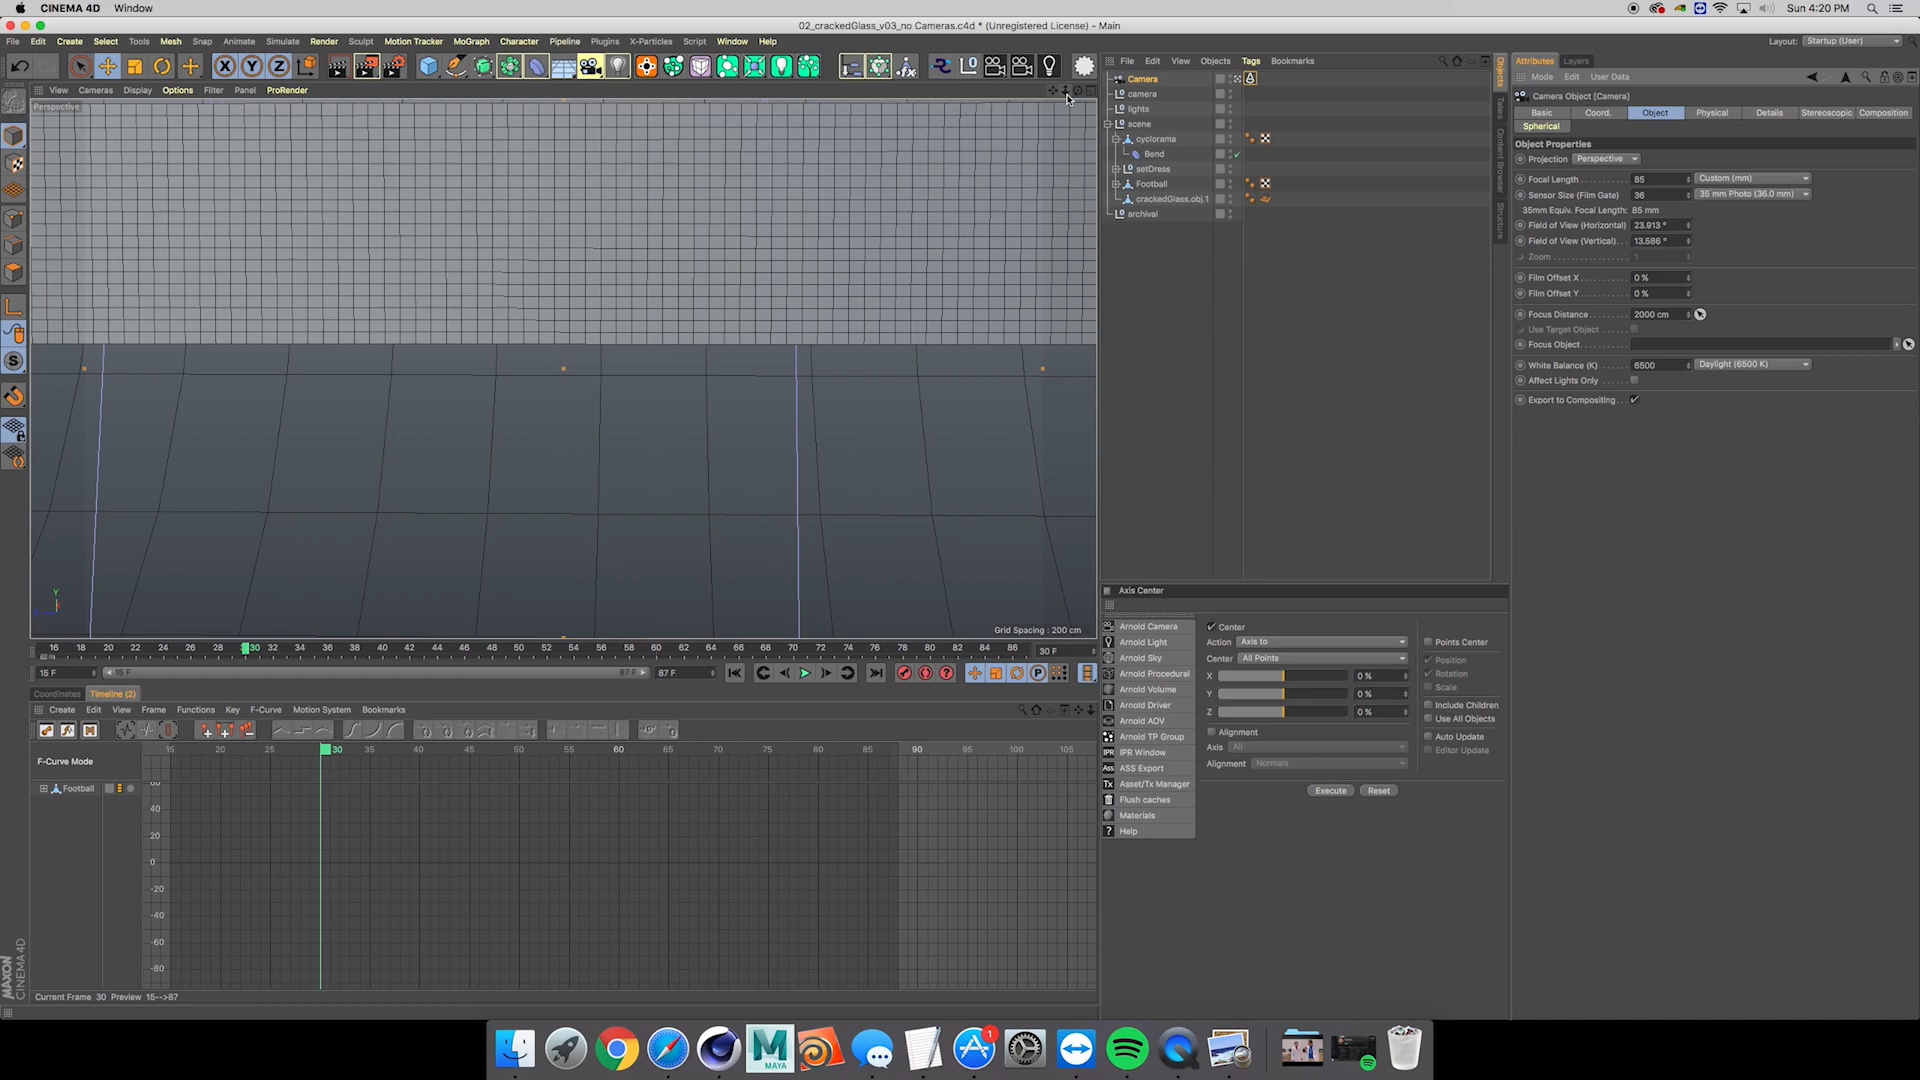 CINEMA 4D Window Sun 4:20 PM
02_crackedGlass_v03_no Cameras.c4d * (Unregistered License) - Main
File Edit Create Select Tools Mesh Snap Animate Simulate Render Sculpt Motion Tracker MoGraph Character Pipeline Plugins X-Particles Script Window Help Layout: Startup (User)
X Y Z
File Edit View Objects Tags Bookmarks
Attributes Layers
Mode Edit User Data
View Cameras Display Options Filter Panel ProRender
Perspective
Camera
camera
lights
scene
cyclorama
Bend
setDress
Football
crackedGlass.obj.1
archival
Objects
Takes
Content Browser
Structure
Camera Object [Camera]
Basic Coord. Object Physical Details Stereoscopic Composition
Spherical
Object Properties
Projection Perspective
Focal Length 85 Custom (mm)
Sensor Size (Film Gate) 36 35 mm Photo (36.0 mm)
35mm Equiv. Focal Length: 85 mm
Field of View (Horizontal) 23.913 °
Field of View (Vertical) 13.586 °
Zoom 1
Film Offset X 0 %
Film Offset Y 0 %
Focus Distance 2000 cm
Use Target Object
Focus Object
White Balance (K) 6500 Daylight (6500 K)
Affect Lights Only
Export to Compositing
Y
Grid Spacing : 200 cm
16 18 20 22 24 26 28 30 32 34 36 38 40 42 44 46 48 50 52 54 56 58 60 62 64 66 68 70 72 74 76 78 80 82 84 86 30 F
15 F 15 F 87 F 87 F
P
Coordinates Timeline (2)
Create Edit View Frame Functions Key F-Curve Motion System Bookmarks
15 20 25 30 35 40 45 50 55 60 65 70 75 80 85 90 95 100 105
F-Curve Mode
Football
60
40
20
0
-20
-40
-60
-80
Current Frame 30 Preview 15-->87
MAXON
CINEMA 4D
Axis Center
Arnold Camera
Arnold Light
Arnold Sky
Arnold Procedural
Arnold Volume
Arnold Driver
Arnold AOV
Arnold TP Group
IPR IPR Window
Ass ASS Export
Tx Asset/Tx Manager
Flush caches
Materials
? Help
Center
Action Axis to
Center All Points
X 0 %
Y 0 %
Z 0 %
Alignment
Axis All
Alignment Normals
Points Center
Position
Rotation
Scale
Include Children
Use All Objects
Auto Update
Editor Update
Execute Reset
M
MAYA
1